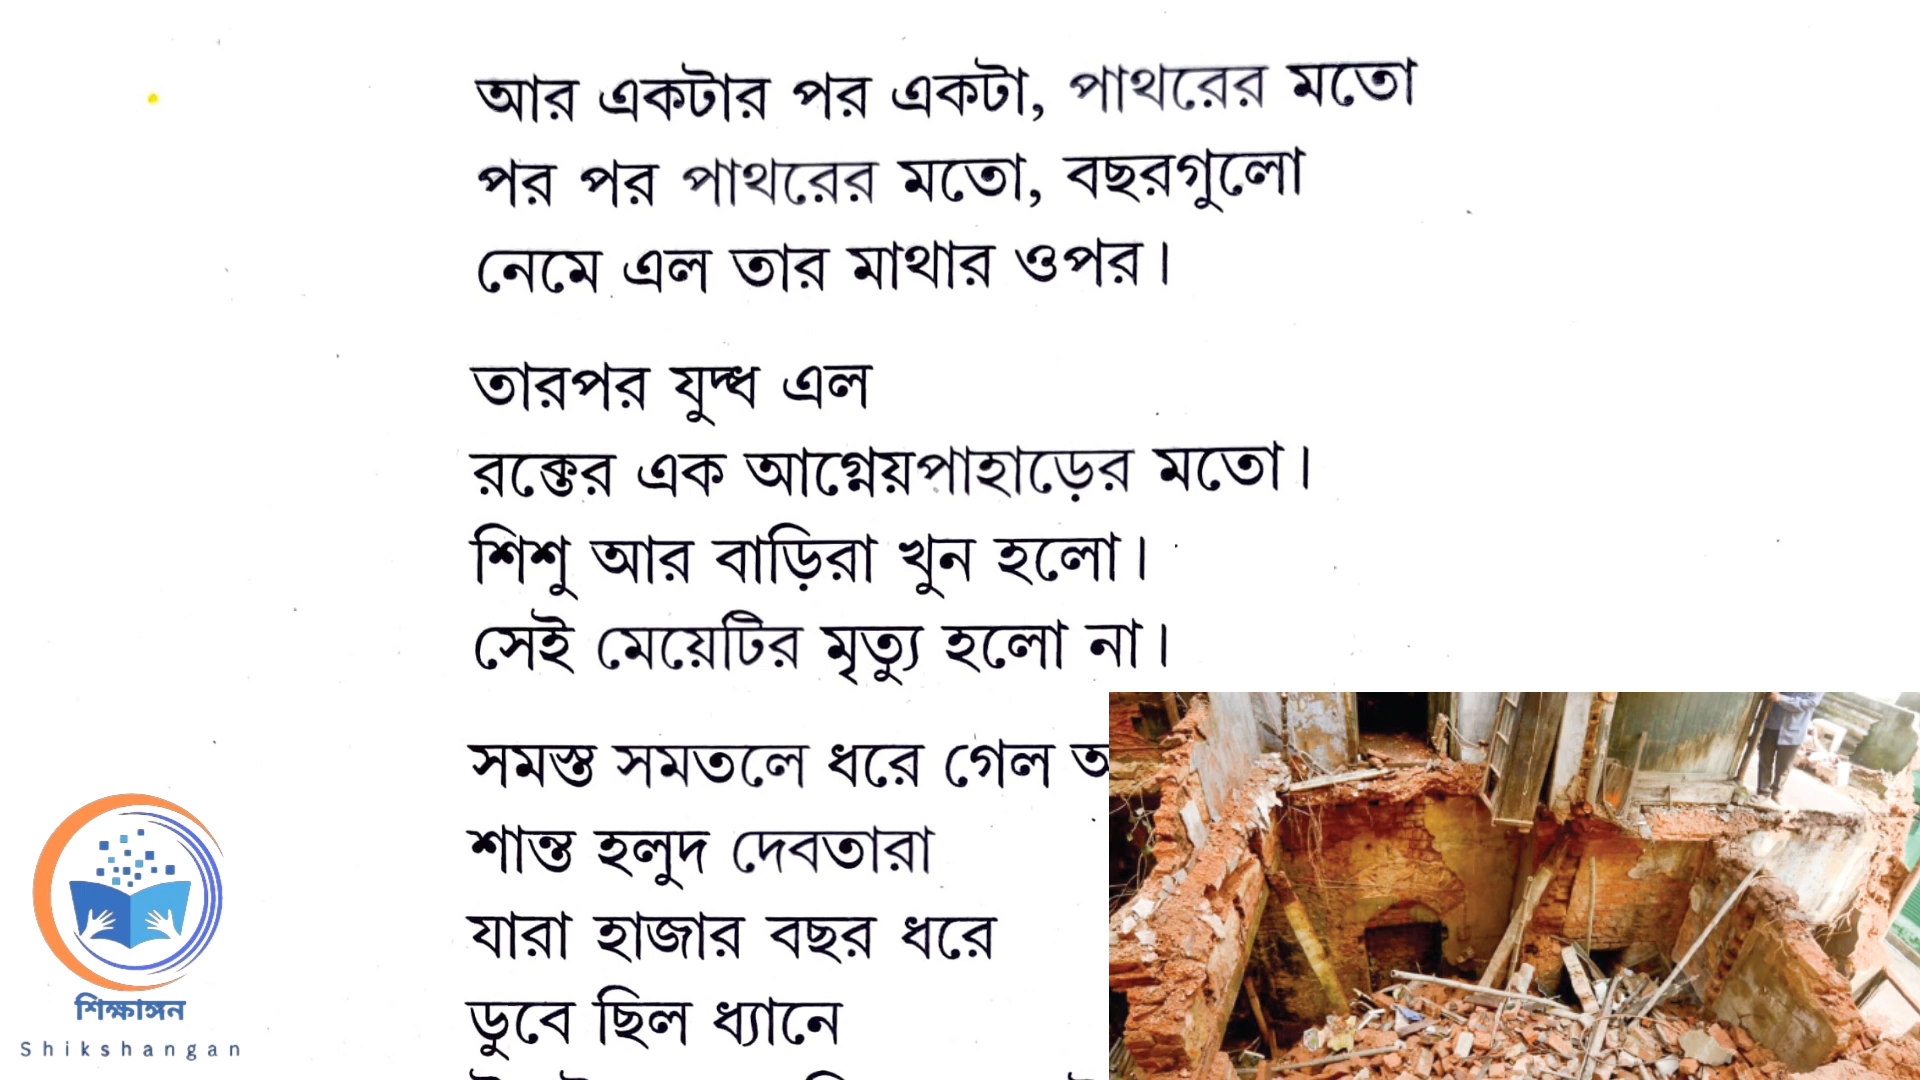 আর একটার পর একটা, পাথরের মতো
পর পর পাথরের মতো, বছরগুলো
নেমে এল তার মাথার ওপর।
তারপর যুদ্ধ এল
রক্তের এক আগ্নেয়পাহাড়ের মতো।
শিশু আর বাড়িরা খুন হলো।
সেই মেয়েটির মৃত্যু হলো না।
সমস্ত সমতলে ধরে গেল
শান্ত হলুদ দেবতারা
যারা হাজার বছর ধরে
ডুবে ছিল ধ্যানে
শিক্ষাঙ্গন
Shikshangan